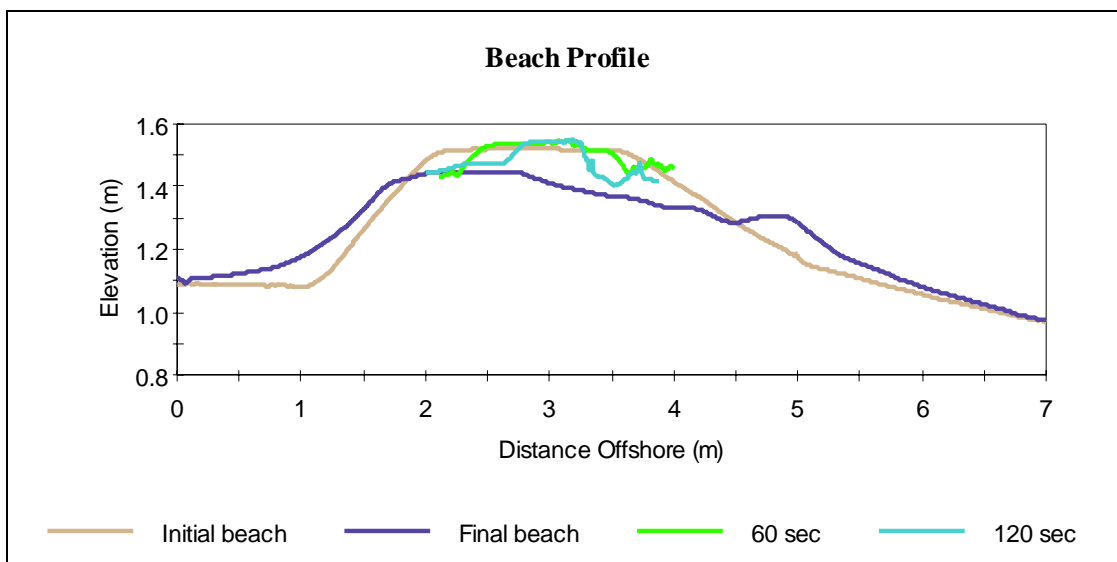 Beach Profile
Elevation (m)
1.6
1.4
1.2
1.0
0.8
0 1 2 3 4 5 6 7
Distance Offshore (m)
Initial beach Final beach 60 sec 120 sec